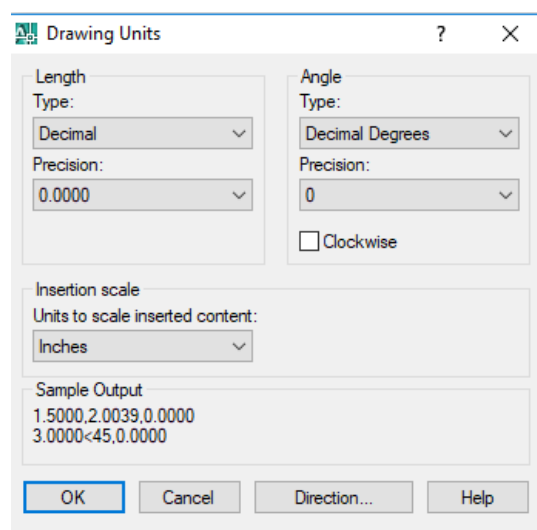 Drawing Units
?
Length
Type:
Decimal
Precision:
0.0000
Angle
Type:
Decimal Degrees
Precision:
0
Clockwise
Insertion scale
Units to scale inserted content:
Inches
Sample Output
1.5000,2.0039,0.0000
3.0000<45,0.0000
OK
Cancel
Direction...
Help